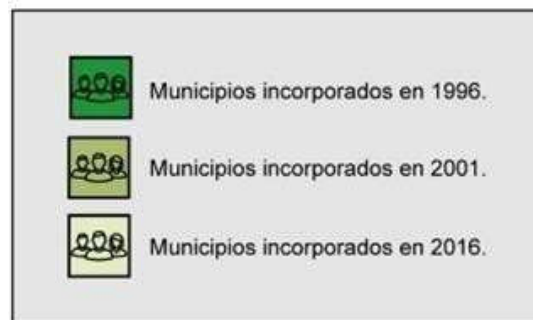 Municipios incorporados en 1996.
Municipios incorporados en 2001.
Municipios incorporados en 2016.